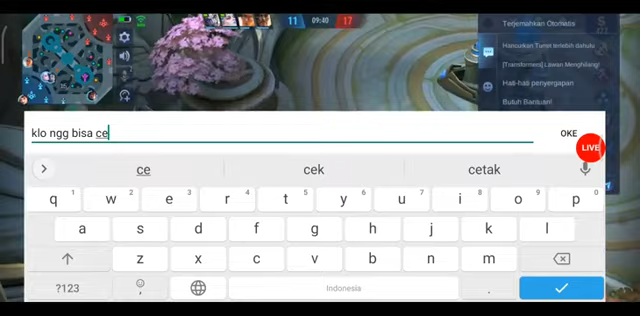 11 09:40 17
Terjemahkan Otomatis
Hancurkan Turret terlebih dahulu
[Transformers] Lawan Menghilang!
Hati-hati penyergapan
Butuh Bantuan!
klo ngg bisa ce
OKE
LIVE
ce cek cetak
q 1 w 2 e 3 r 4 t 5 y 6 u 7 i 8 o 9 p 0
a s d f g h j k l
z x c v b n m
?123 , Indonesia .